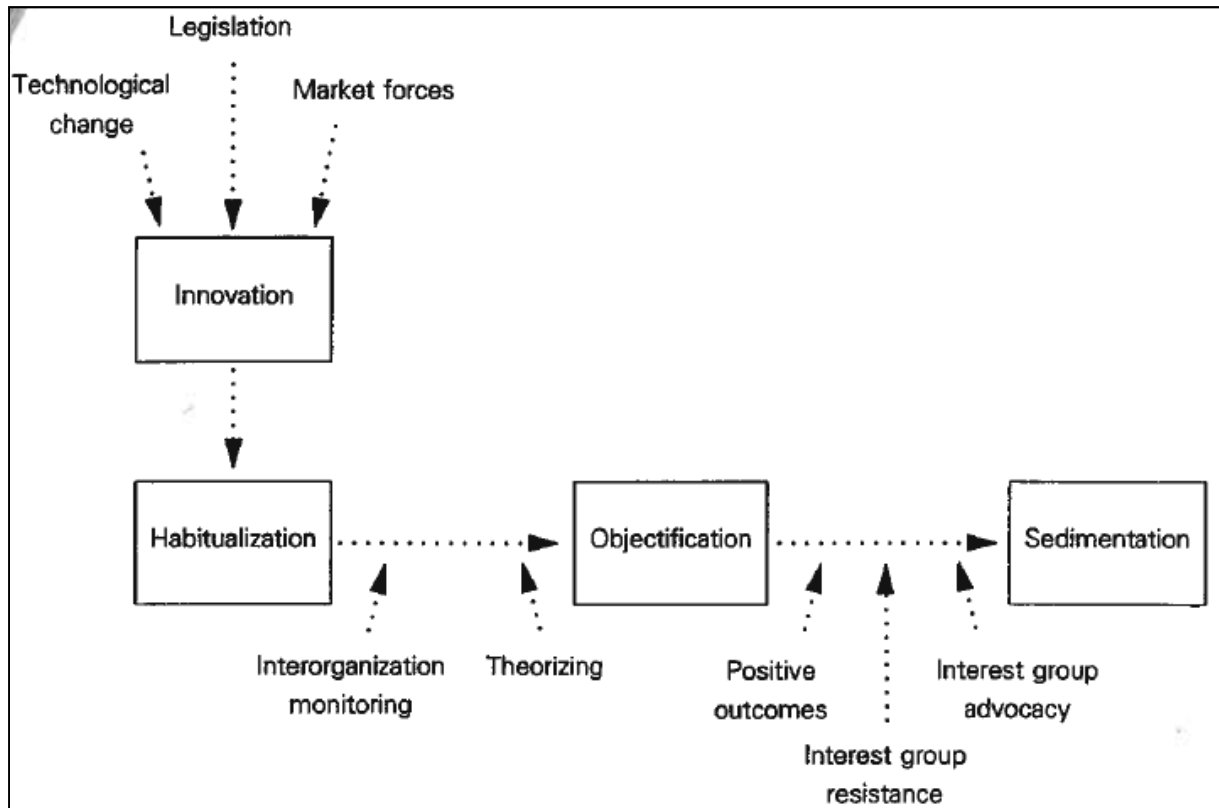 Legislation
Technological
change
Market forces
Innovation
Habitualization
Objectification
Sedimentation
Interorganization
monitoring
Theorizing
Positive
outcomes
Interest group
advocacy
Interest group
resistance